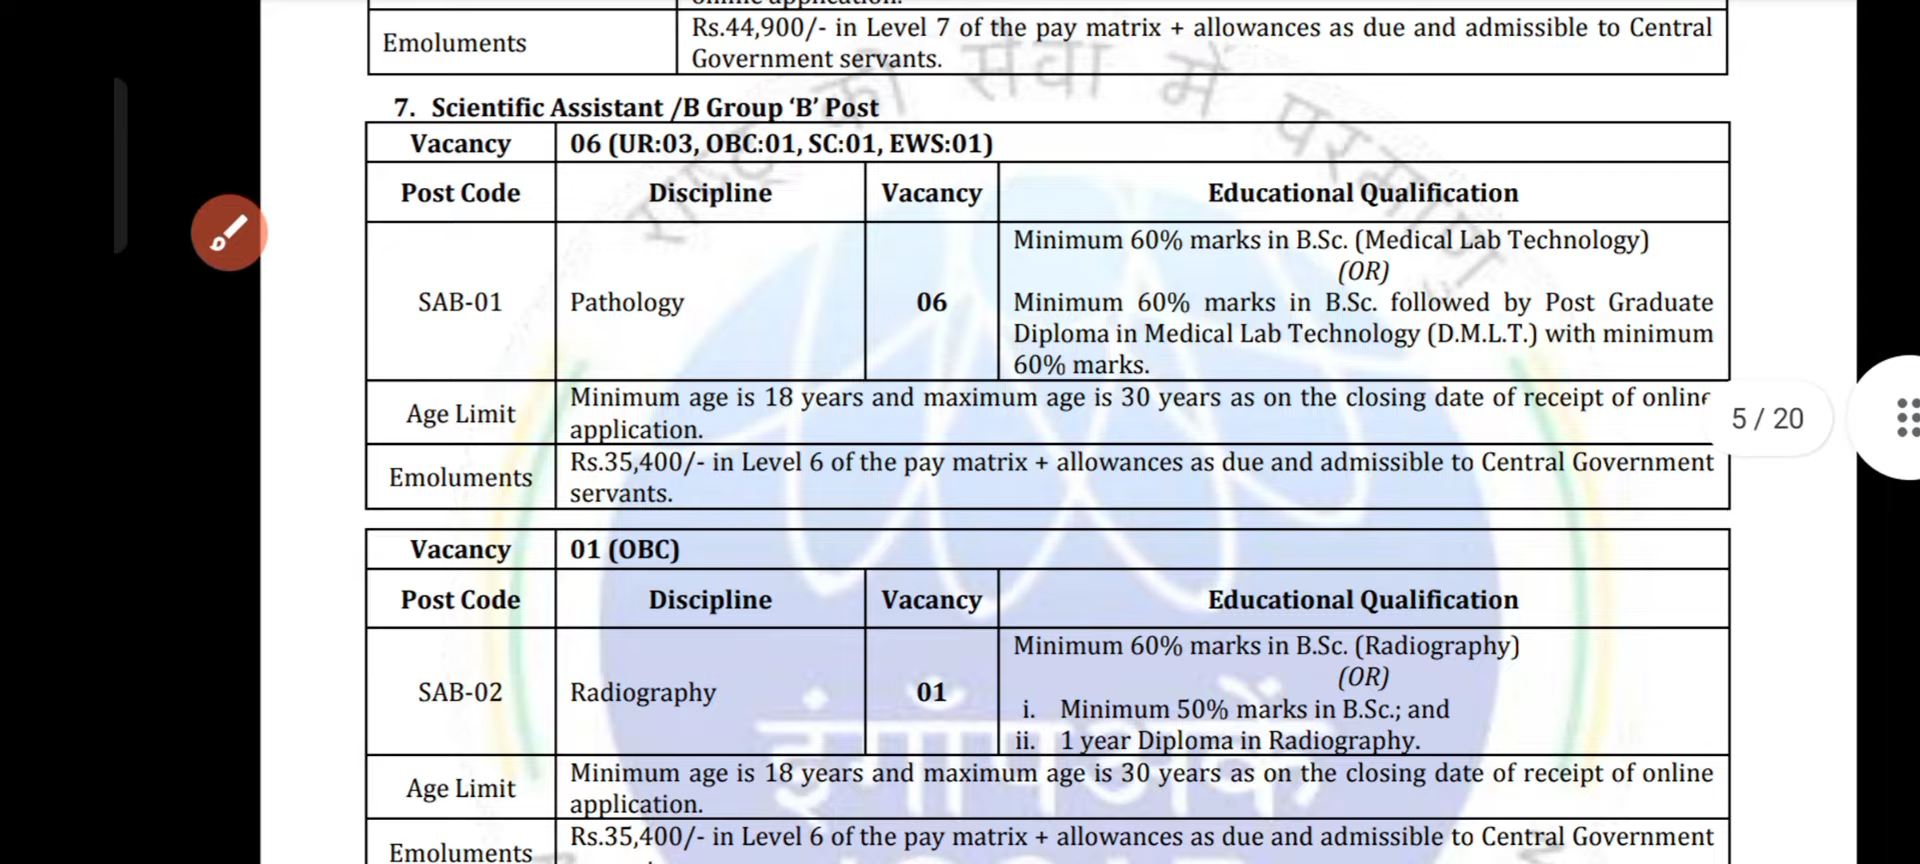 Rs.44,900/- in Level 7 of the pay matrix + allowances as due and admissible to Central
Emoluments
Government servants.
7. Scientific Assistant /B Group ‘B’ Post
Vacancy 06 (UR:03, OBC:01, SC:01, EWS:01)
Post Code Discipline Vacancy Educational Qualification
Minimum 60% marks in B.Sc. (Medical Lab Technology)
(OR)
SAB-01 Pathology 06 Minimum 60% marks in B.Sc. followed by Post Graduate
Diploma in Medical Lab Technology (D.M.L.T.) with minimum
60% marks.
Age Limit
Minimum age is 18 years and maximum age is 30 years as on the closing date of receipt of online
application.
5 / 20
Emoluments
Rs.35,400/- in Level 6 of the pay matrix + allowances as due and admissible to Central Government
servants.
Vacancy 01 (OBC)
Post Code Discipline Vacancy Educational Qualification
Minimum 60% marks in B.Sc. (Radiography)
(OR)
SAB-02 Radiography 01
i. Minimum 50% marks in B.Sc.; and
ii. 1 year Diploma in Radiography.
Age Limit
Minimum age is 18 years and maximum age is 30 years as on the closing date of receipt of online
application.
Emoluments
Rs.35,400/- in Level 6 of the pay matrix + allowances as due and admissible to Central Government